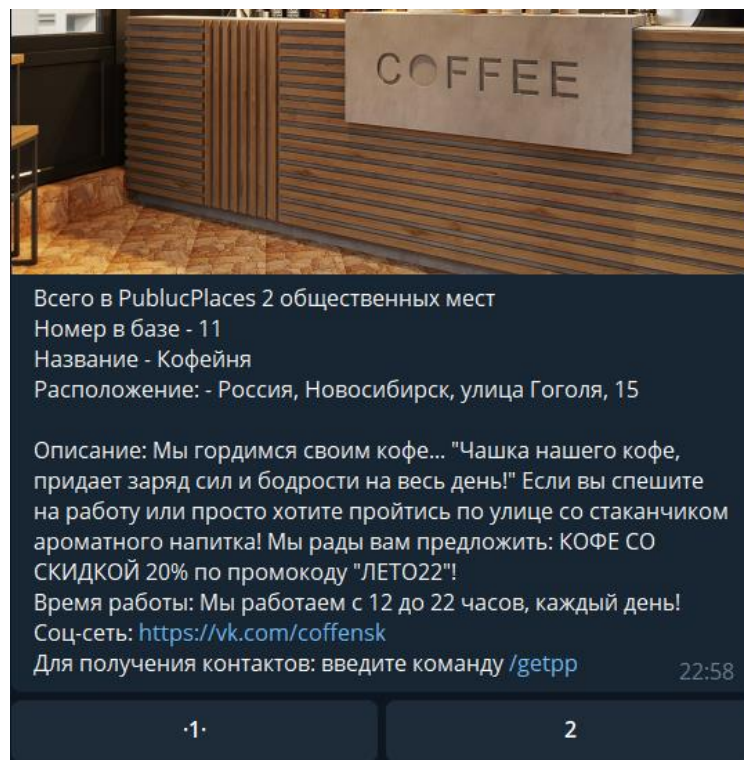 COFFEE
Всего в PublucPlaces 2 общественных мест
Номер в базе - 11
Название - Кофейня
Расположение: - Россия, Новосибирск, улица Гоголя, 15
Описание: Мы гордимся своим кофе... "Чашка нашего кофе,
придает заряд сил и бодрости на весь день!" Если вы спешите
на работу или просто хотите пройтись по улице со стаканчиком
ароматного напитка! Мы рады вам предложить: КОФЕ СО
СКИДКОЙ 20% по промокоду "ЛЕТО22"!
Время работы: Мы работаем с 12 до 22 часов, каждый день!
Соц-сеть: https://vk.com/coffensk
Для получения контактов: введите команду /getpp
22:58
·1·
2